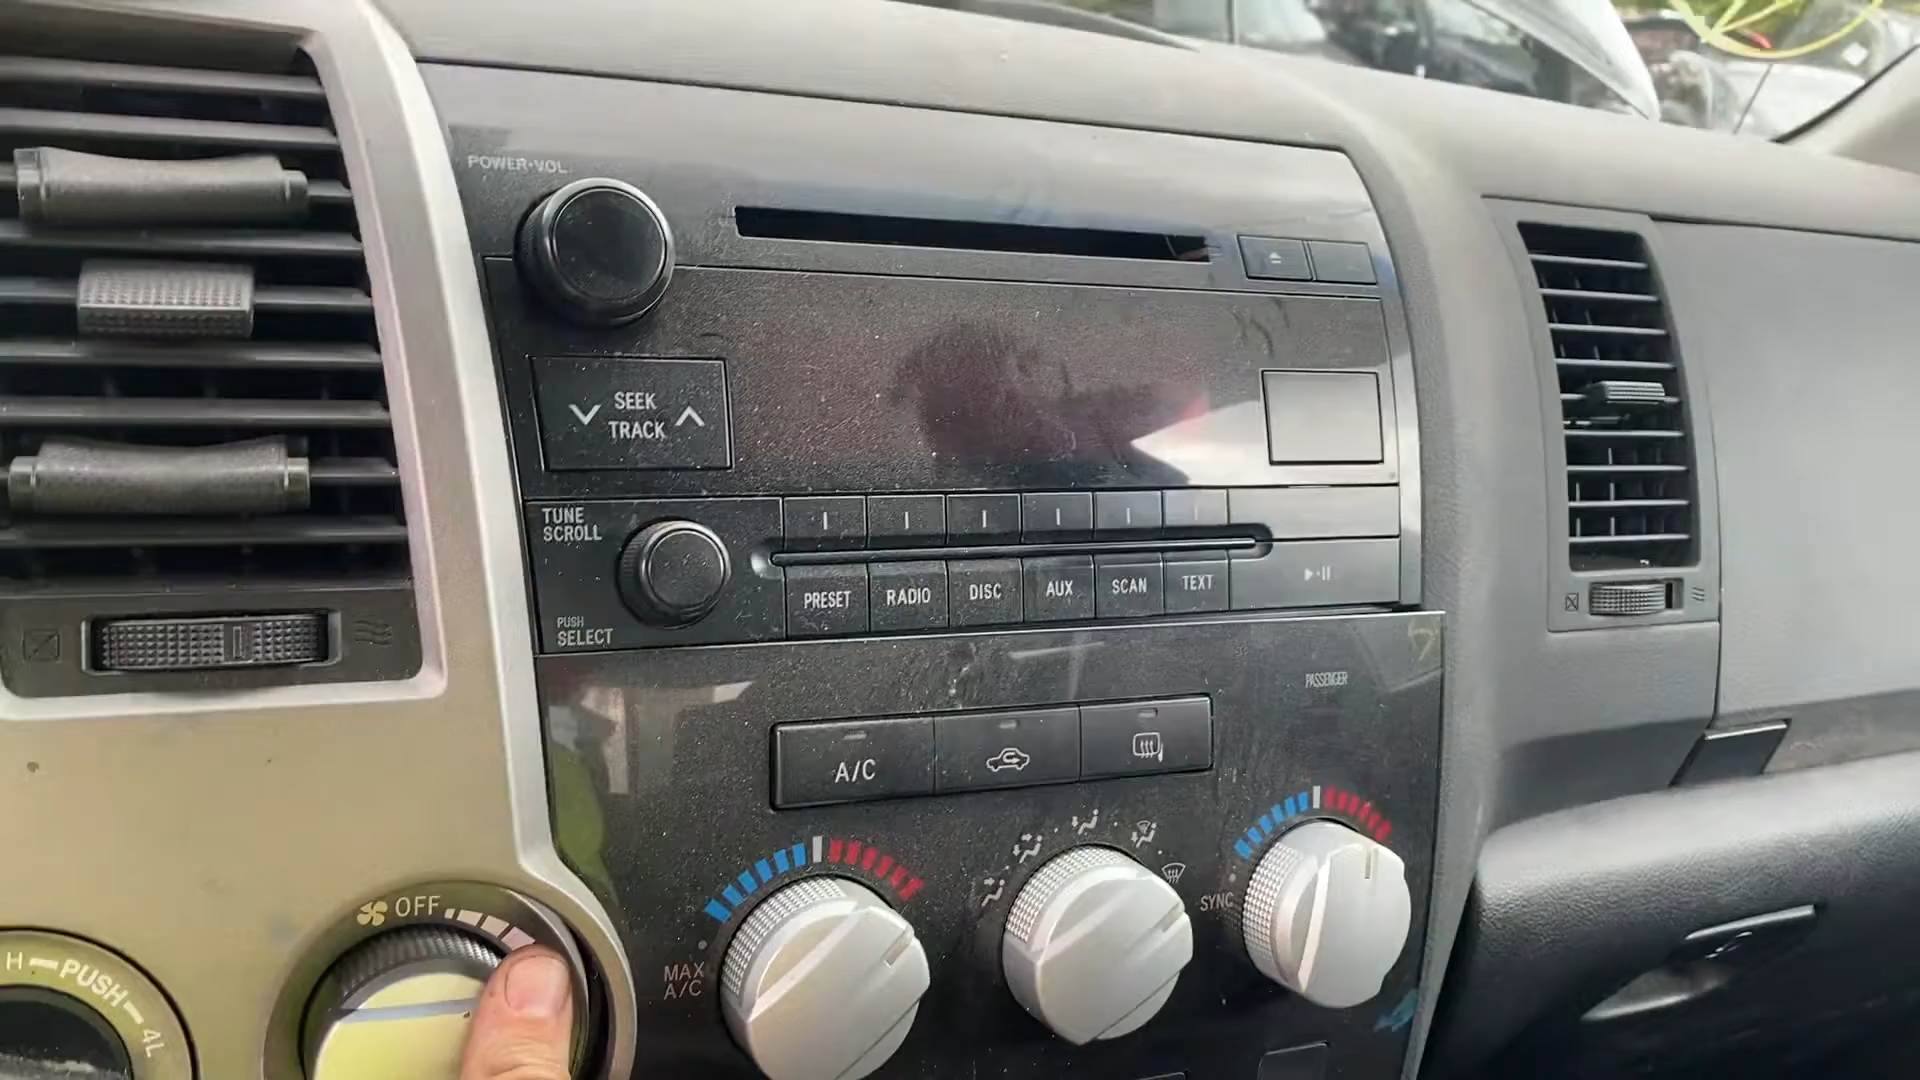 POWER•VOL
SEEK
TRACK
TUNE
SCROLL
PUSH
SELECT
PRESET
RADIO
DISC
AUX
SCAN
TEXT
PASSENGER
A/C
OFF
MAX
A/C
SYNC
H
PUSH
4L